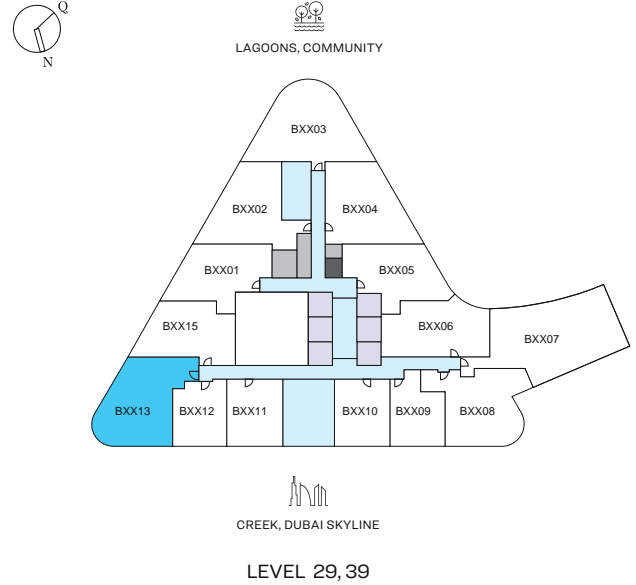 Q
N
LAGOONS, COMMUNITY
BXX03
BXX02
BXX04
BXX01
BXX05
BXX15
BXX06
BXX07
BXX13
BXX12
BXX11
BXX10
BXX09
BXX08
CREEK, DUBAI SKYLINE
LEVEL 29, 39